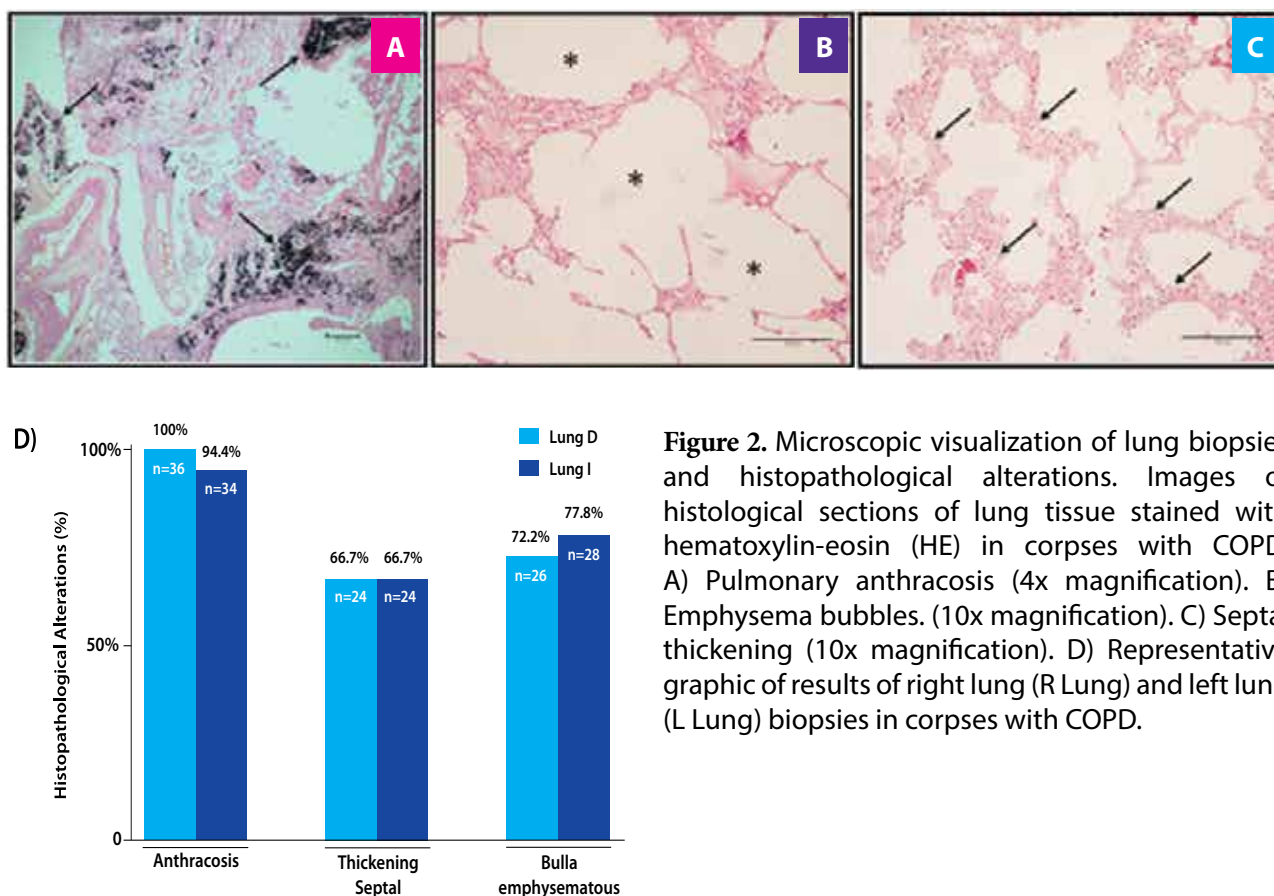 A
B
C
*
*
*
D)
Histopathological Alterations (%)
100%
50%
0
100%
94.4%
n=36
n=34
66.7%
66.7%
n=24
n=24
72.2%
77.8%
n=26
n=28
Lung D
Lung I
Anthracosis
Thickening
Septal
Bulla
emphysematous
Figure 2. Microscopic visualization of lung biopsie
and histopathological alterations. Images o
histological sections of lung tissue stained wit
hematoxylin-eosin (HE) in corpses with COPD
A) Pulmonary anthracosis (4x magnification). B
Emphysema bubbles. (10x magnification). C) Septa
thickening (10x magnification). D) Representativ
graphic of results of right lung (R Lung) and left lun
(L Lung) biopsies in corpses with COPD.